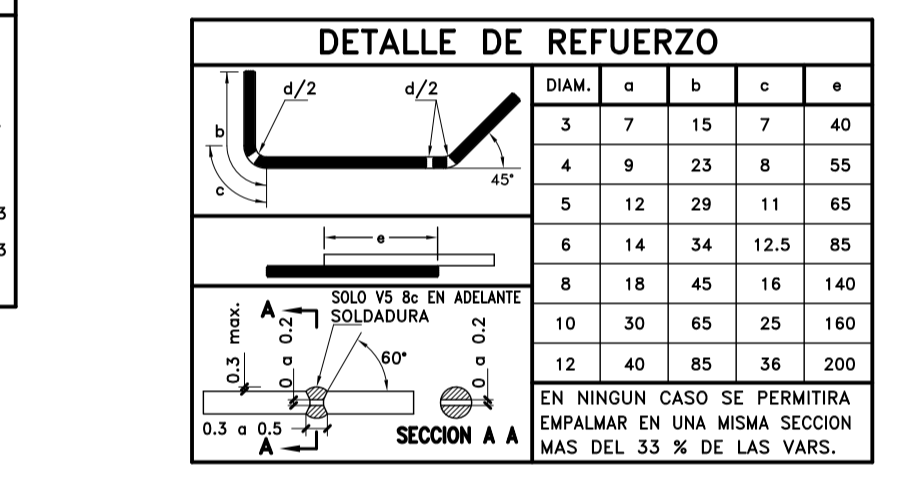 DETALLE DE REFUERZO
d/2 d/2
b
c
45°
e
SOLO V5 8c EN ADELANTE
SOLDADURA
A
0.3 max.
0 a 0.2
60°
0 a 0.2
0.3 a 0.5
A
SECCION A A
DIAM. a b c e
3 7 15 7 40
4 9 23 8 55
5 12 29 11 65
6 14 34 12.5 85
8 18 45 16 140
10 30 65 25 160
12 40 85 36 200
EN NINGUN CASO SE PERMITIRA
EMPALMAR EN UNA MISMA SECCION
MAS DEL 33 % DE LAS VARS.
3
3